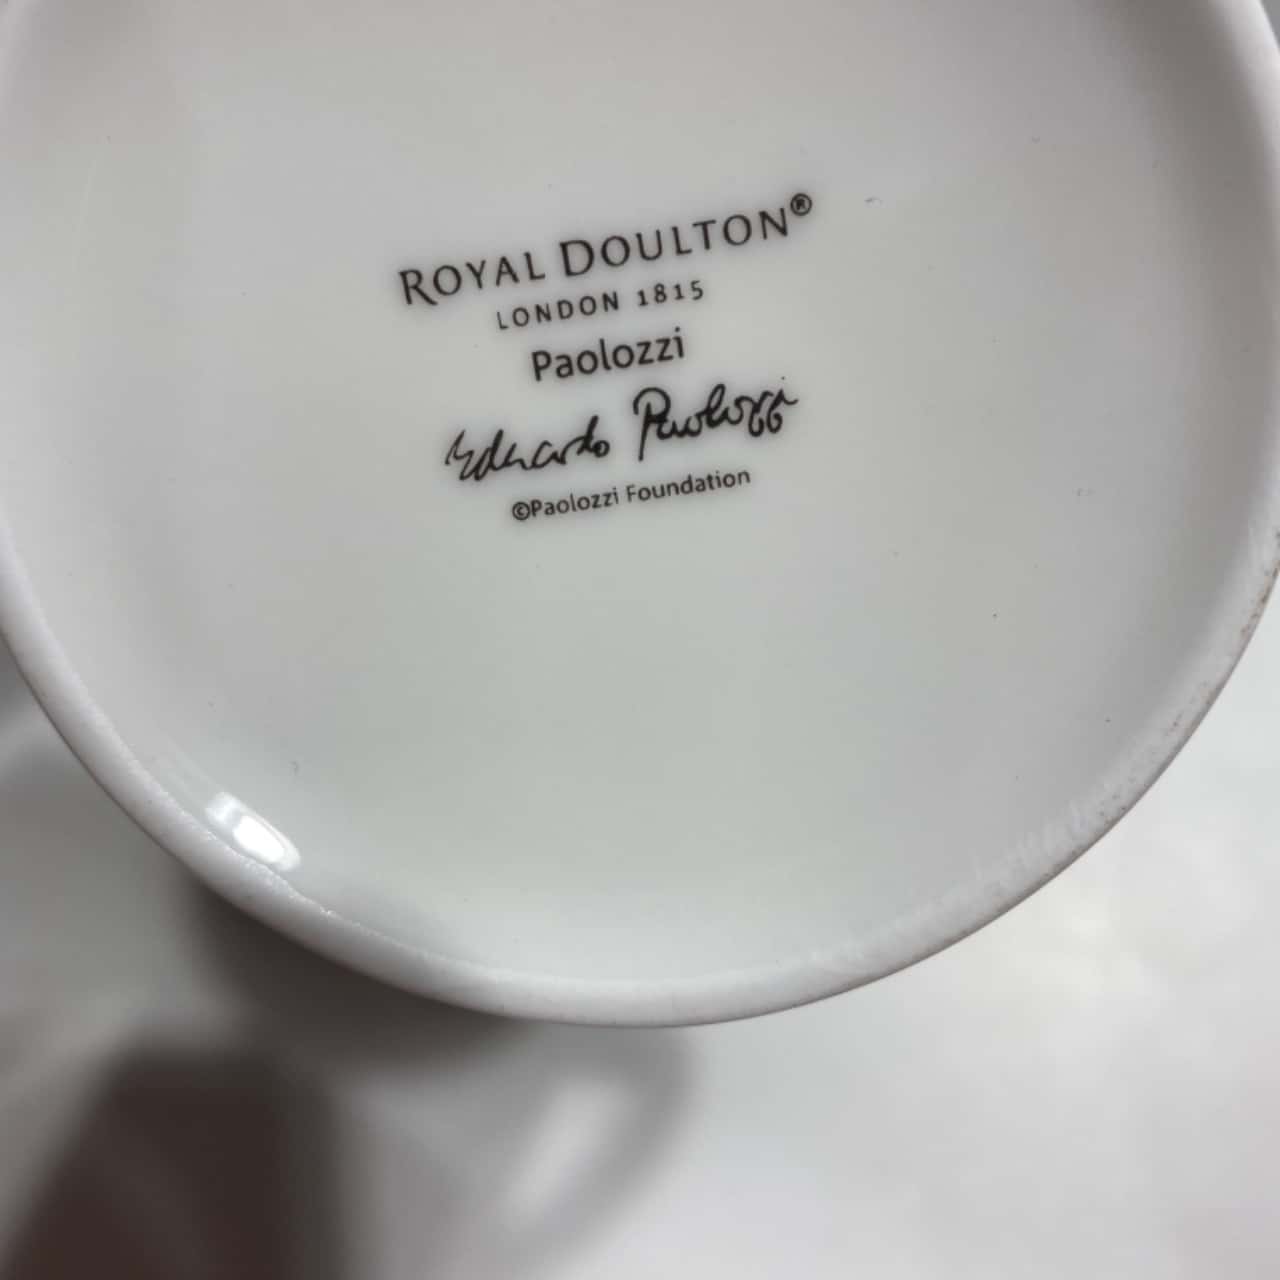 ROYAL DOULTON®
LONDON 1815
Paolozzi
Eduardo Paolozzi
©Paolozzi Foundation